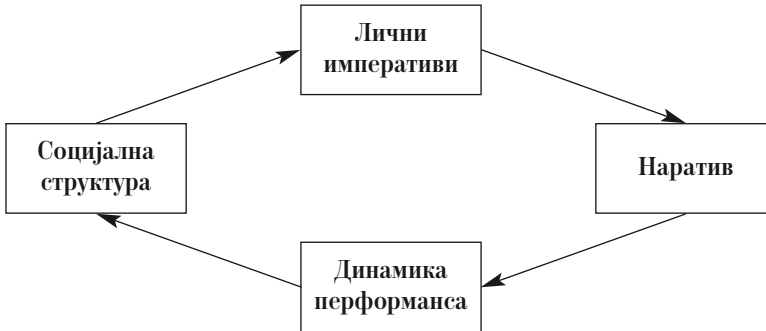 Лични
императиви
Социјална
структура
Наратив
Динамика
перформанса